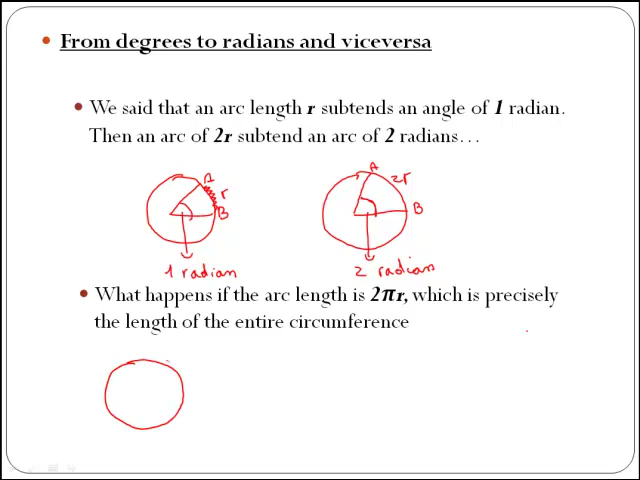 From degrees to radians and viceversa
We said that an arc length r subtends an angle of 1 radian.
Then an arc of 2r subtend an arc of 2 radians…
A
r
B
1 radian
A
2r
B
2 radians
What happens if the arc length is 2πr, which is precisely
the length of the entire circumference